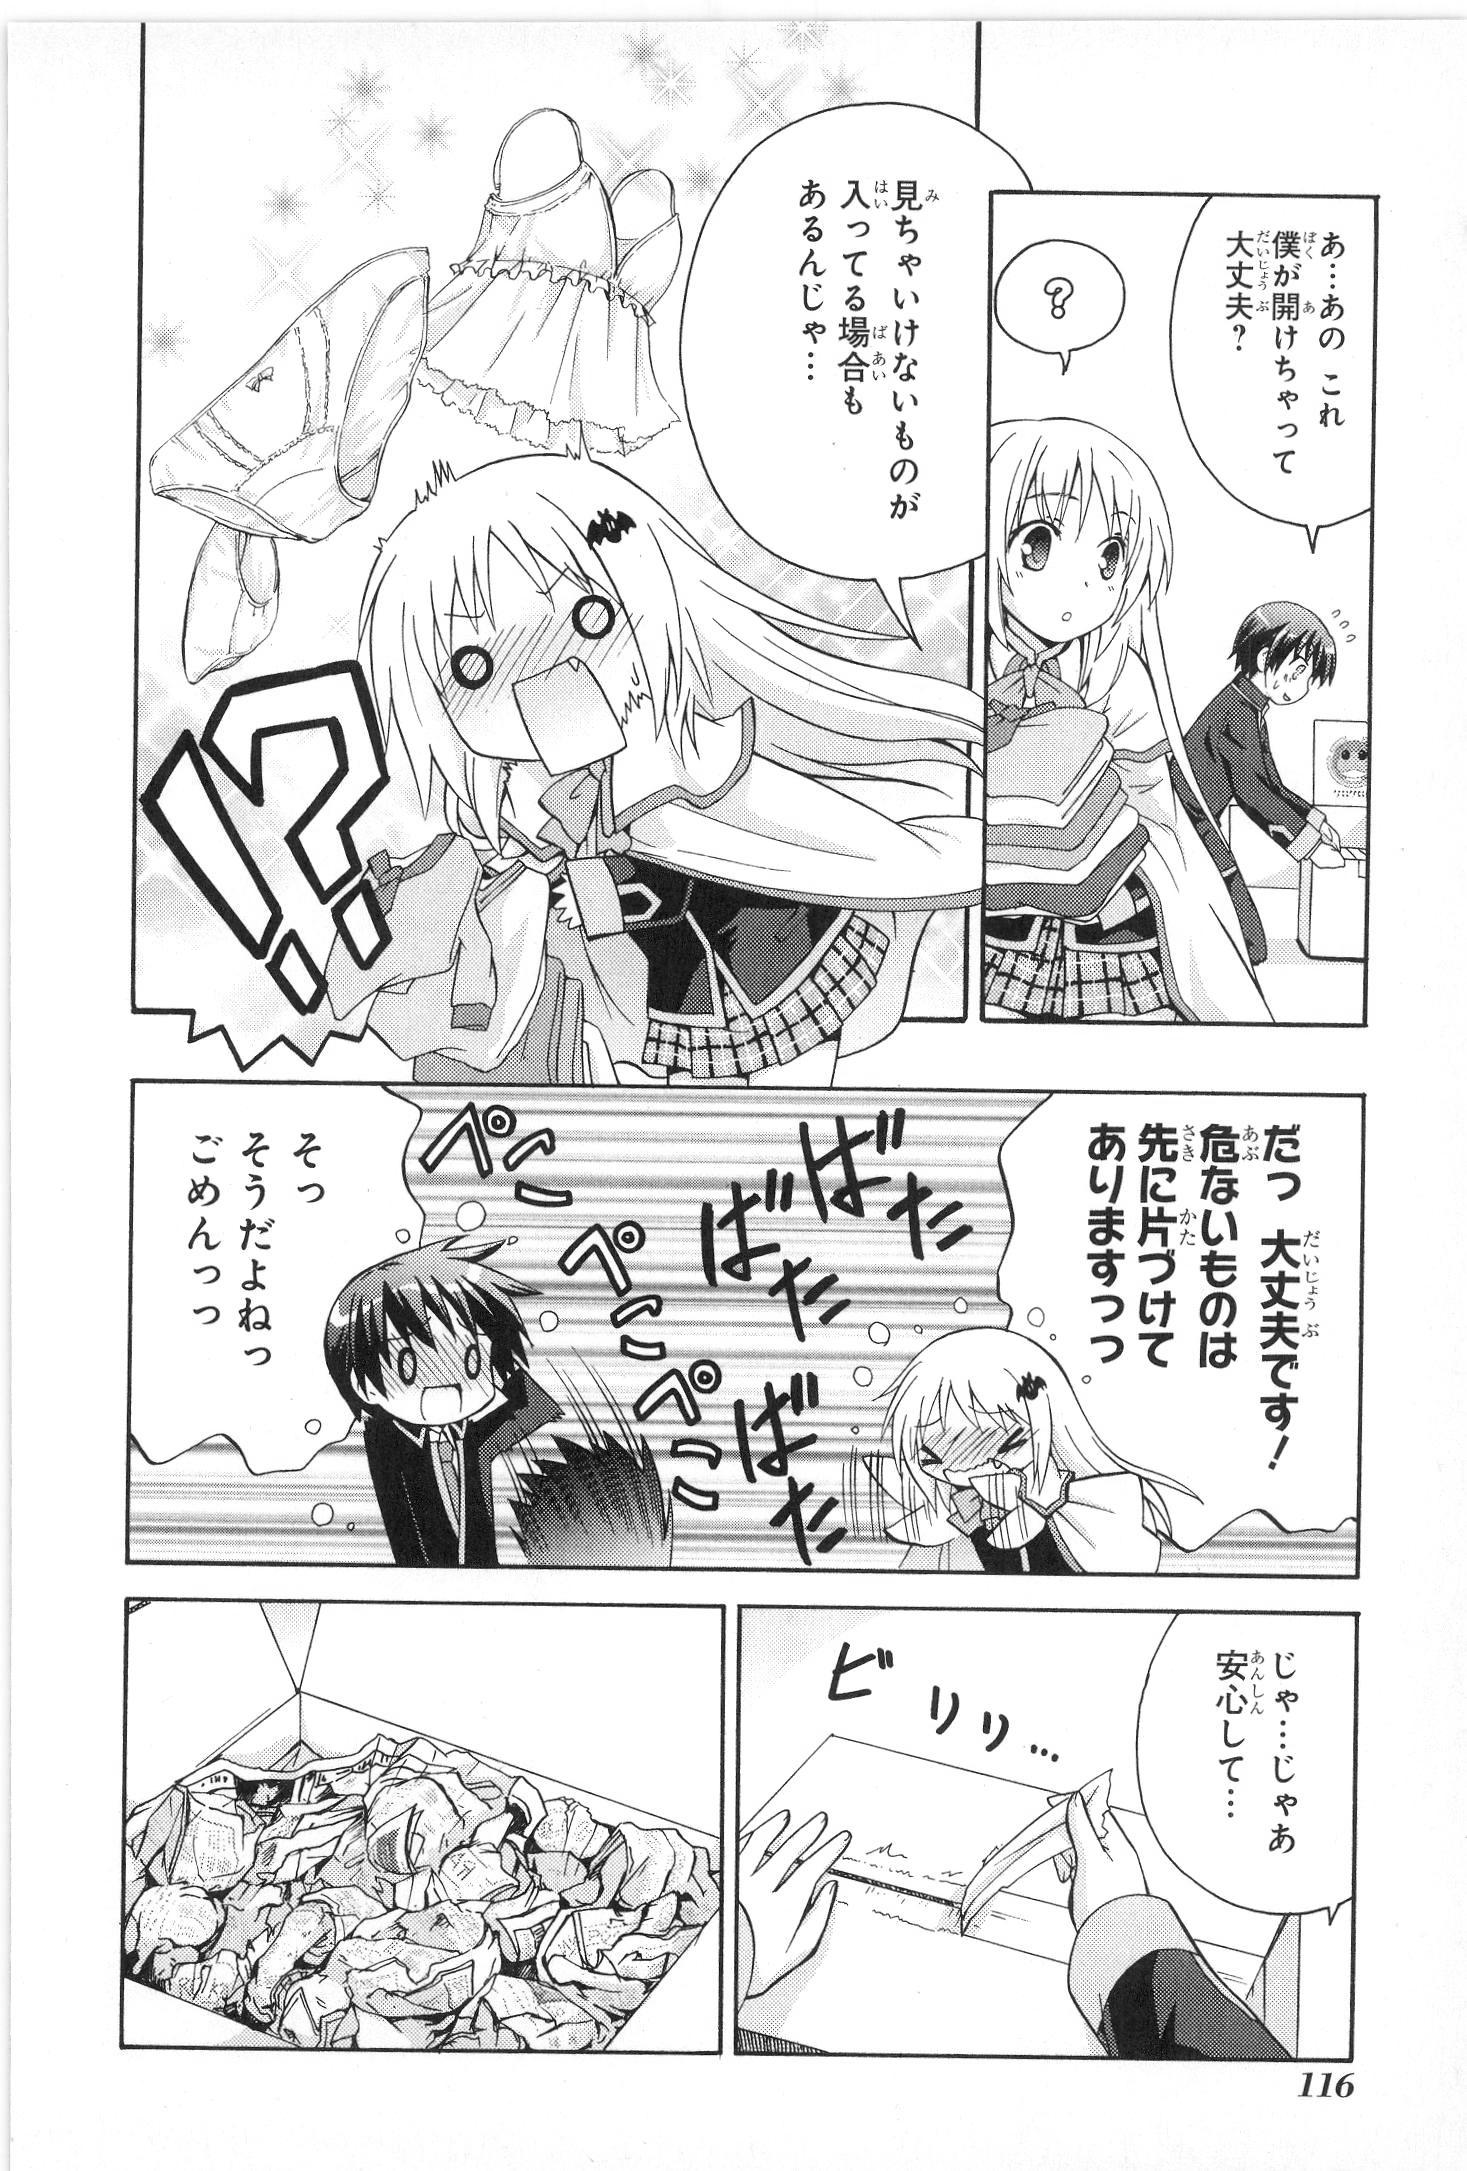 あ…あの これ
僕が開けちゃって
大丈夫？
？
見ちゃいけないものが
入ってる場合も
あるんじゃ…
!?
だっ 大丈夫です！
危ないものは
先に片づけて
ありますっっ
ばたばたばた
ペこペこペこ
そっ
そうだよねっ
ごめんっっ
じゃ…じゃあ
安心して…
ビリリ…
116